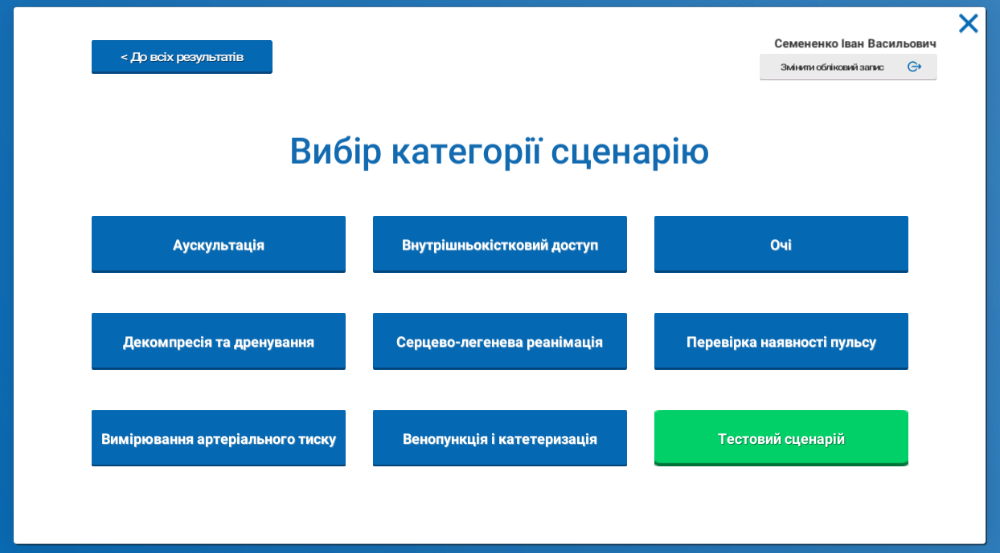 < До всіх результатів
Семененко Іван Васильович
Змінити обліковий запис
Вибір категорії сценарію
Аускультація
Внутрішньокістковий доступ
Очі
Декомпресія та дренування
Серцево-легенева реанімація
Перевірка наявності пульсу
Вимірювання артеріального тиску
Венопункція і катетеризація
Тестовий сценарій